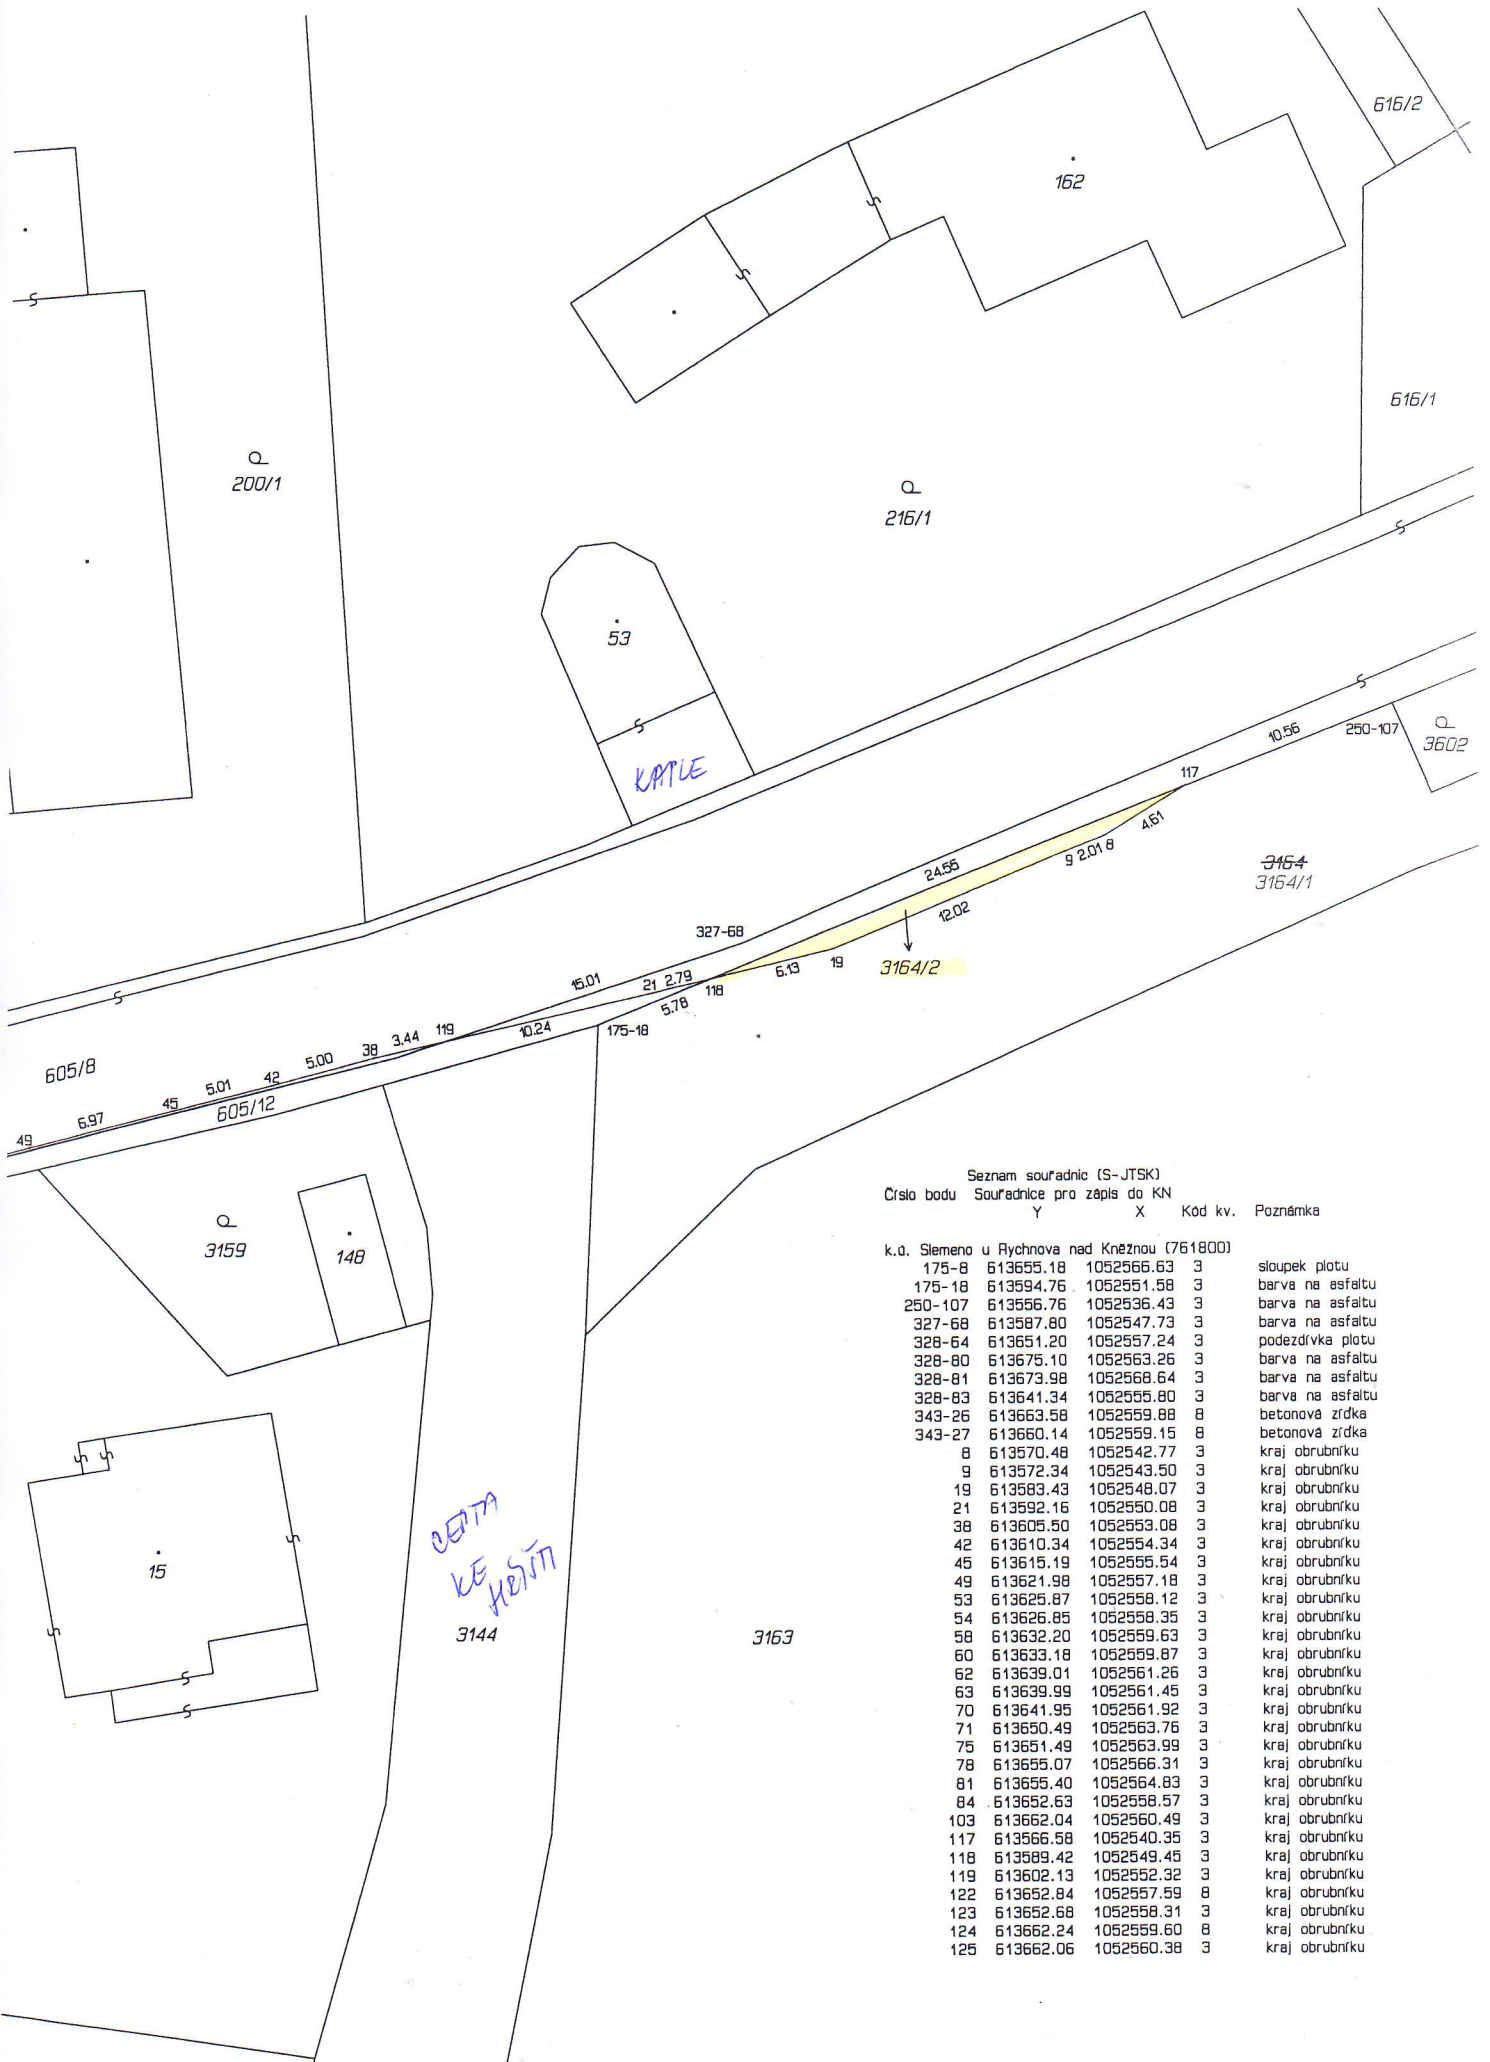 616/2
162
616/1
200/1
216/1
53
KAPLE
250-107
3602
10.56
117
4.61
9 2.01 8
24.55
3164
3164/1
12.02
327-68
3164/2
19
6.13
118
21 2.79
15.01
5.78
175-18
10.24
119
3.44
38
5.00
42
5.01
45
6.97
49
605/8
605/12
3159
148
15
CESTA
KE
HŘIŠTI
3144
3163
Seznam souřadnic (S-JTSK)
Číslo bodu Souřadnice pro zápis do KN
Y X Kód kv. Poznámka
k.ú. Slemeno u Rychnova nad Kněžnou (761800)
175-8 613655.18 1052566.63 3 sloupek plotu
175-18 613594.76 1052551.58 3 barva na asfaltu
250-107 613556.76 1052536.43 3 barva na asfaltu
327-68 613587.80 1052547.73 3 barva na asfaltu
328-64 613651.20 1052557.24 3 podezdívka plotu
328-80 613675.10 1052563.26 3 barva na asfaltu
328-81 613673.98 1052568.64 3 barva na asfaltu
328-83 613641.34 1052555.80 3 barva na asfaltu
343-26 613663.58 1052559.88 8 betonová zídka
343-27 613660.14 1052559.15 8 betonová zídka
8 613570.48 1052542.77 3 kraj obrubníku
9 613572.34 1052543.50 3 kraj obrubníku
19 613583.43 1052548.07 3 kraj obrubníku
21 613592.16 1052550.08 3 kraj obrubníku
38 613605.50 1052553.08 3 kraj obrubníku
42 613610.34 1052554.34 3 kraj obrubníku
45 613615.19 1052555.54 3 kraj obrubníku
49 613621.98 1052557.18 3 kraj obrubníku
53 613625.87 1052558.12 3 kraj obrubníku
54 613626.85 1052558.35 3 kraj obrubníku
58 613632.20 1052559.63 3 kraj obrubníku
60 613633.18 1052559.87 3 kraj obrubníku
62 613639.01 1052561.26 3 kraj obrubníku
63 613639.99 1052561.45 3 kraj obrubníku
70 613641.95 1052561.92 3 kraj obrubníku
71 613650.49 1052563.76 3 kraj obrubníku
75 613651.49 1052563.99 3 kraj obrubníku
78 613655.07 1052566.31 3 kraj obrubníku
81 613655.40 1052564.83 3 kraj obrubníku
84 613652.63 1052558.57 3 kraj obrubníku
103 613662.04 1052560.49 3 kraj obrubníku
117 613566.58 1052540.35 3 kraj obrubníku
118 613589.42 1052549.45 3 kraj obrubníku
119 613602.13 1052552.32 3 kraj obrubníku
122 613652.84 1052557.59 8 kraj obrubníku
123 613652.68 1052558.31 3 kraj obrubníku
124 613662.24 1052559.60 8 kraj obrubníku
125 613662.06 1052560.38 3 kraj obrubníku